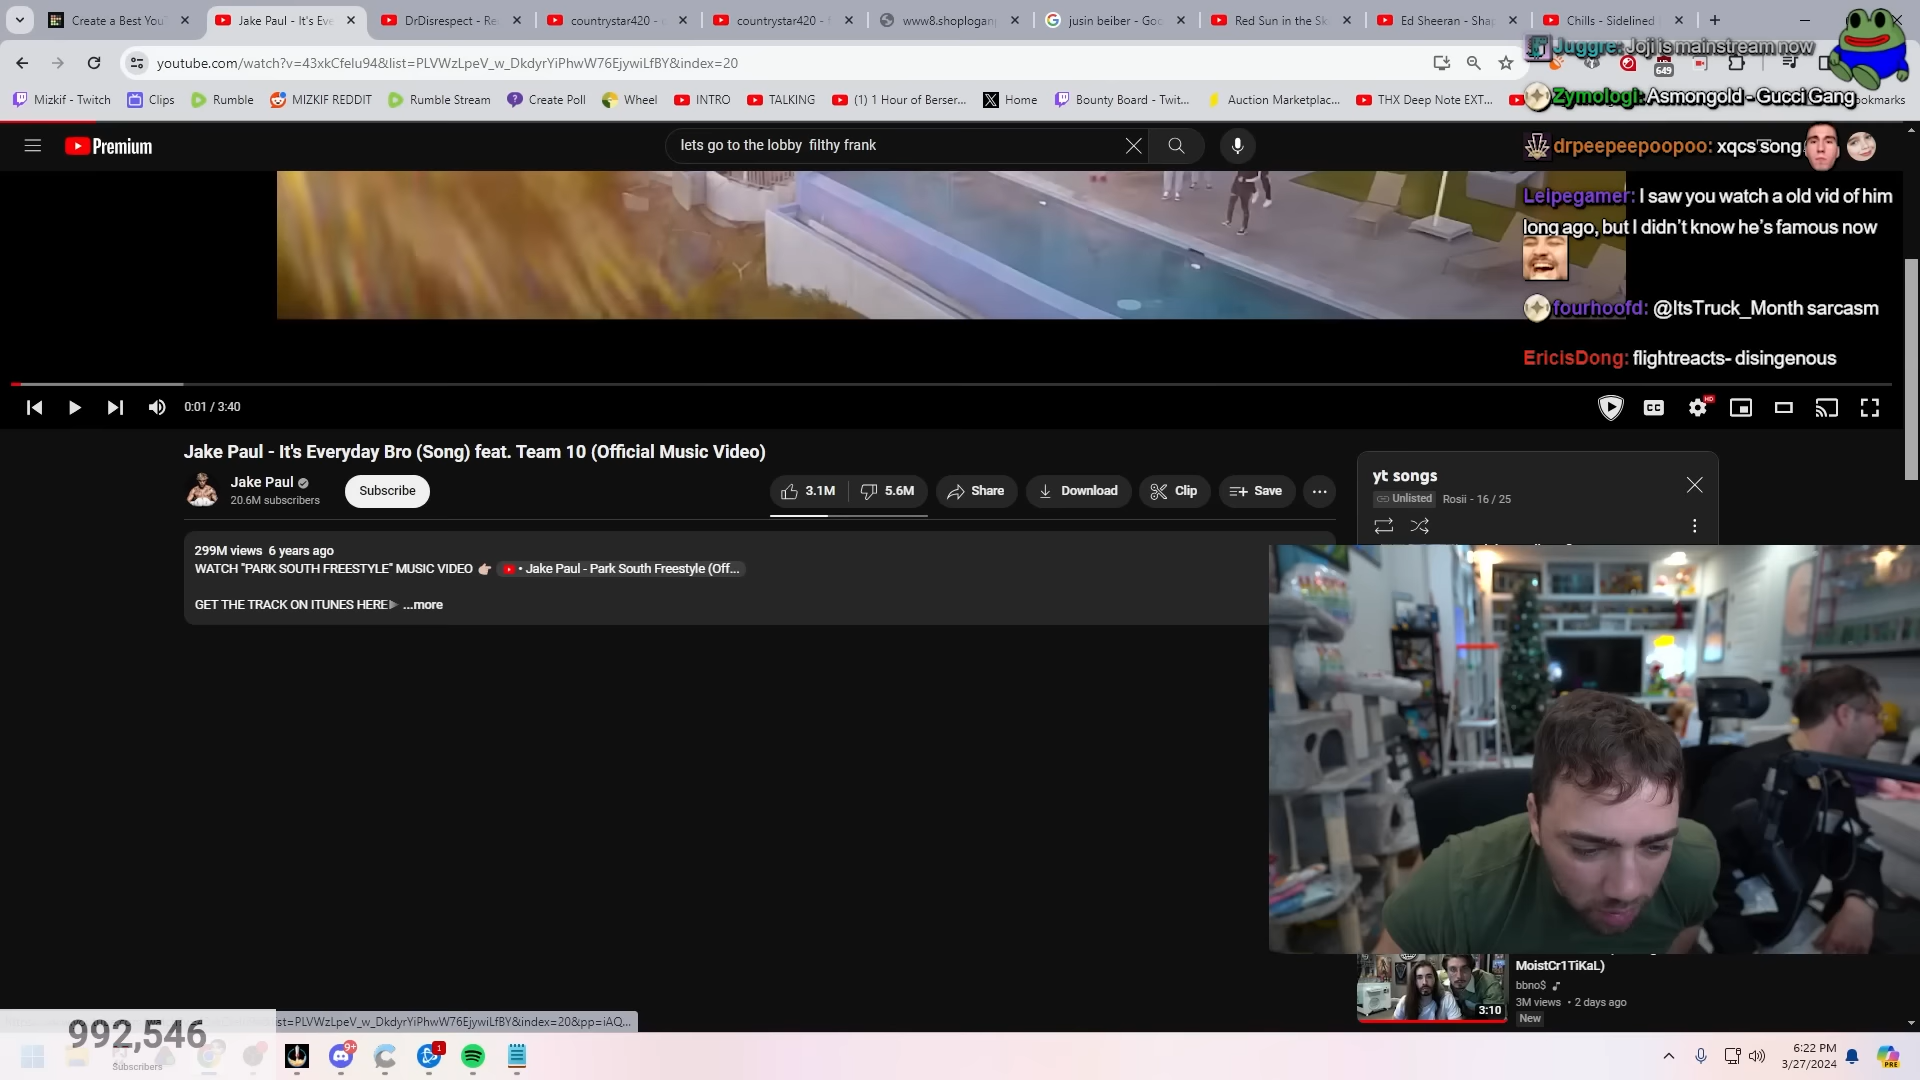 Create a Best You
Jake Paul - It's Eve
DrDisrespect - Re
countrystar420 -
countrystar420 -
www8.shoplogan
jusin beiber - Goo
Red Sun in the Sk
Ed Sheeran - Sha
Chills - Sidelined
youtube.com/watch?v=43xkCfelu94&list=PLVWzLpeV_w_DkdyrYiPhwW76EjywiLfBY&index=20
649
Juggre: Joji is mainstream now
Mizkif - Twitch
Clips
Rumble
MIZKIF REDDIT
Rumble Stream
Create Poll
Wheel
INTRO
TALKING
(1) 1 Hour of Berser...
Home
Bounty Board - Twit...
Auction Marketplac...
THX Deep Note EXT...
Zymologi: Asmongold - Gucci Gang
Premium
lets go to the lobby filthy frank
drpeepeepoopoo: xqcs song
Leipegamer: I saw you watch a old vid of him
long ago, but I didn't know he's famous now
fourhoofd: @ItsTruck_Month sarcasm
EricisDong: flightreacts- disingenous
0:01 / 3:40
CC
HD
Jake Paul - It's Everyday Bro (Song) feat. Team 10 (Official Music Video)
Jake Paul
20.6M subscribers
Subscribe
3.1M
5.6M
Share
Download
Clip
Save
yt songs
Unlisted
Rosii - 16 / 25
299M views 6 years ago
WATCH "PARK SOUTH FREESTYLE" MUSIC VIDEO
• Jake Paul - Park South Freestyle (Off...
GET THE TRACK ON ITUNES HERE
...more
MoistCr1TiKaL)
bbno$
3M views • 2 days ago
New
3:10
st=PLVWzLpeV_w_DkdyrYiPhwW76EjywiLfBY&index=20&pp=iAQ...
992,546
Subscribers
9+
1
6:22 PM
3/27/2024
PRE